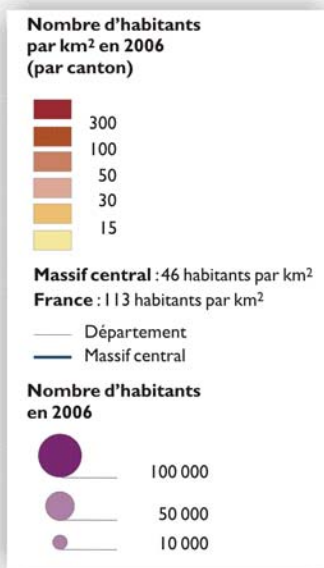 Nombre d’habitants
par km² en 2006
(par canton)
300
100
50
30
15
Massif central : 46 habitants par km²
France : 113 habitants par km²
Département
Massif central
Nombre d’habitants
en 2006
100 000
50 000
10 000